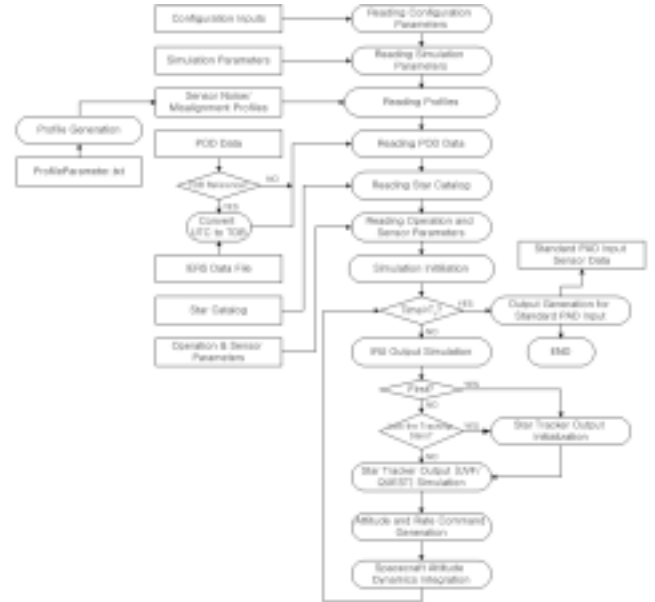 Configuration Inputs
Reading Configuration
Parameters
Simulation Parameters
Reading Simulation
Parameters
Sensor Noise/
Misalignment Profiles
Reading Profiles
Profile Generation
ProfileParameter.txt
POD Data
Reading POD Data
NO
YES
Convert
UTC to TDB
Reading Star Catalog
Reading Operation and
Sensor Parameters
IERS Data File
Simulation Initiation
Standard PAD Input
Sensor Data
Star Catalog
YES
Output Generation for
Standard PAD Input
NO
Operation & Sensor
Parameters
IRU Output Simulation
END
YES
NO
YES
Star Tracker Output
Initialization
NO
Star Tracker Output (LVF/
QUEST) Simulation
Attitude and Rate Command
Generation
Spacecraft Attitude
Dynamics Integration